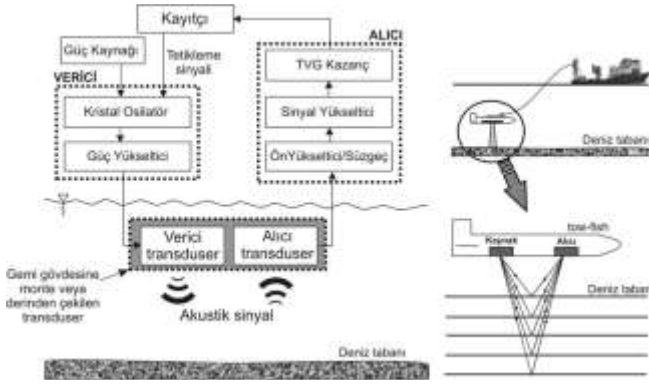 Kayıtçı
Güç Kaynağı
Tetikleme
sinyali
VERİCİ
Kristal Osilatör
Güç Yükseltici
ALICI
TVG Kazanç
Sinyal Yükseltici
ÖnYükseltici/Süzgeç
Verici
transduser
Alıcı
transduser
Gemi gövdesine
monte veya
derinden çekilen
transduser
Akustik sinyal
Deniz tabanı
Deniz tabanı
tow-fish
Kaynak
Alıcı
Deniz tabanı